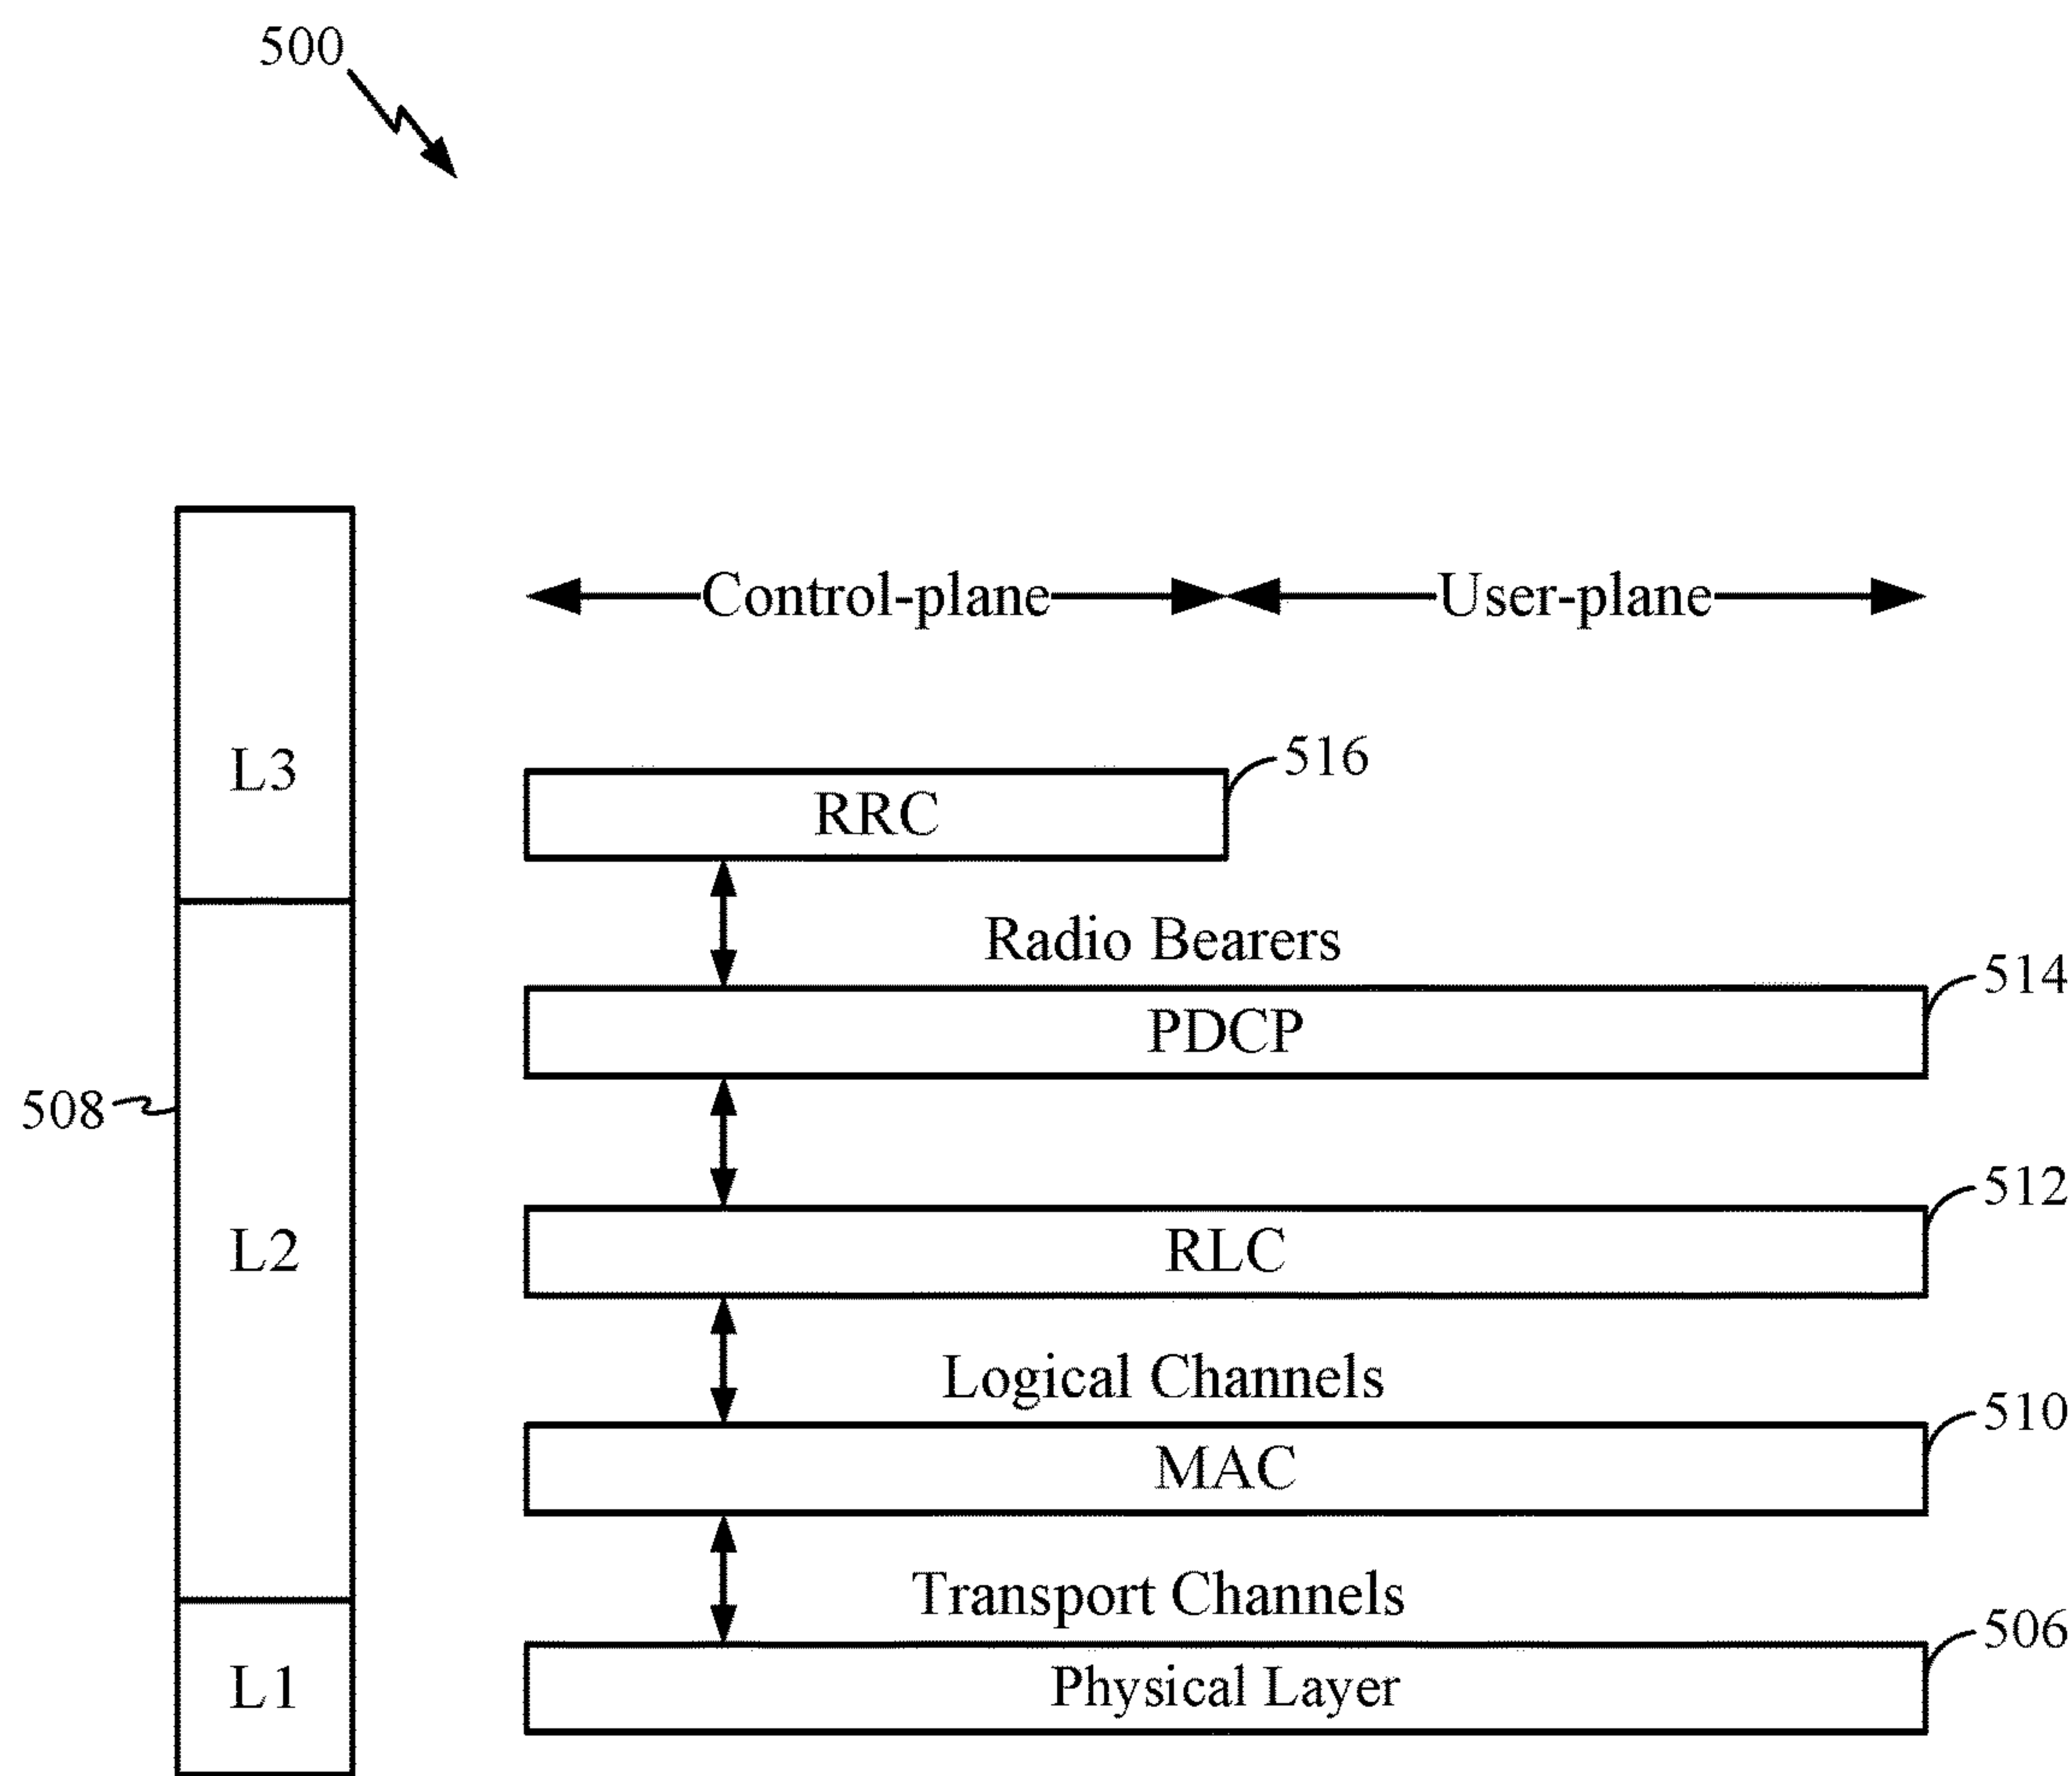 500
Control-plane
User-plane
L3
516
RRC
Radio Bearers
514
PDCP
508
512
L2
RLC
Logical Channels
510
MAC
Transport Channels
506
L1
Physical Layer